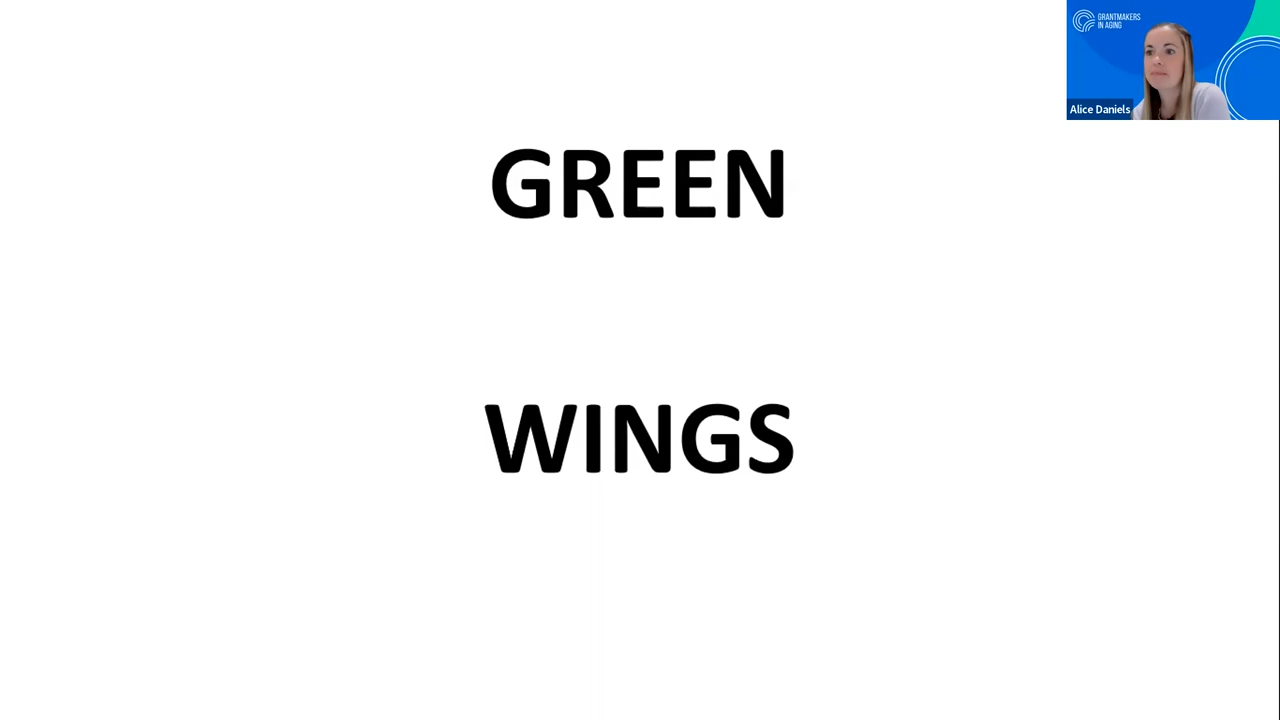 GRANTMAKERS
IN AGING
Alice Daniels
GREEN
WINGS